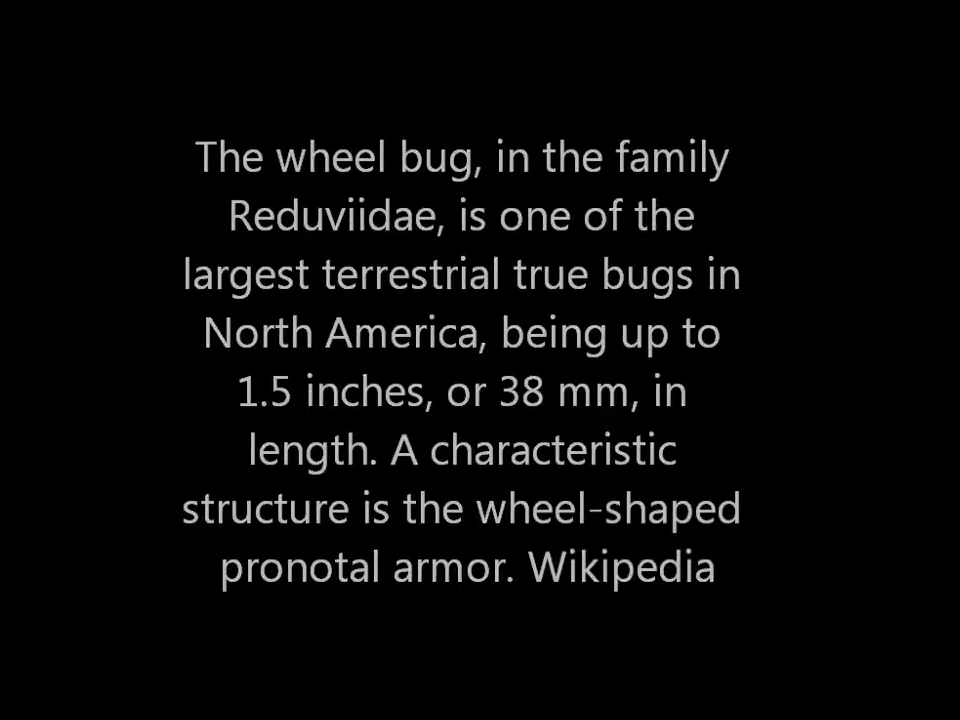 The wheel bug, in the family
Reduviidae, is one of the
largest terrestrial true bugs in
North America, being up to
1.5 inches, or 38 mm, in
length. A characteristic
structure is the wheel-shaped
pronotal armor. Wikipedia